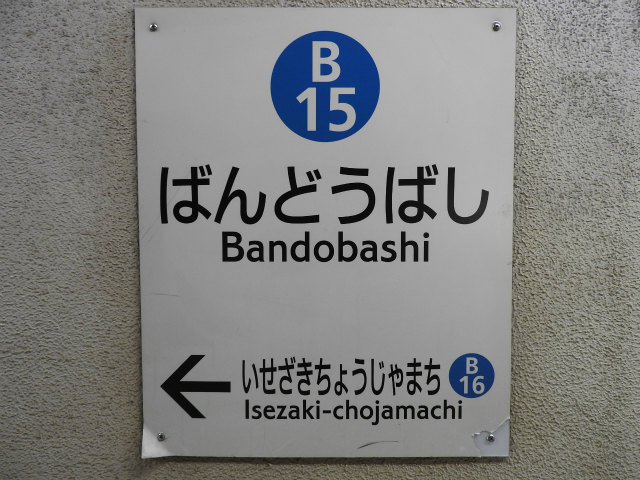 B
15
ばんどうばし
Bandobashi
いせざきちょうじゃまち
B
16
Isezaki-chojamachi